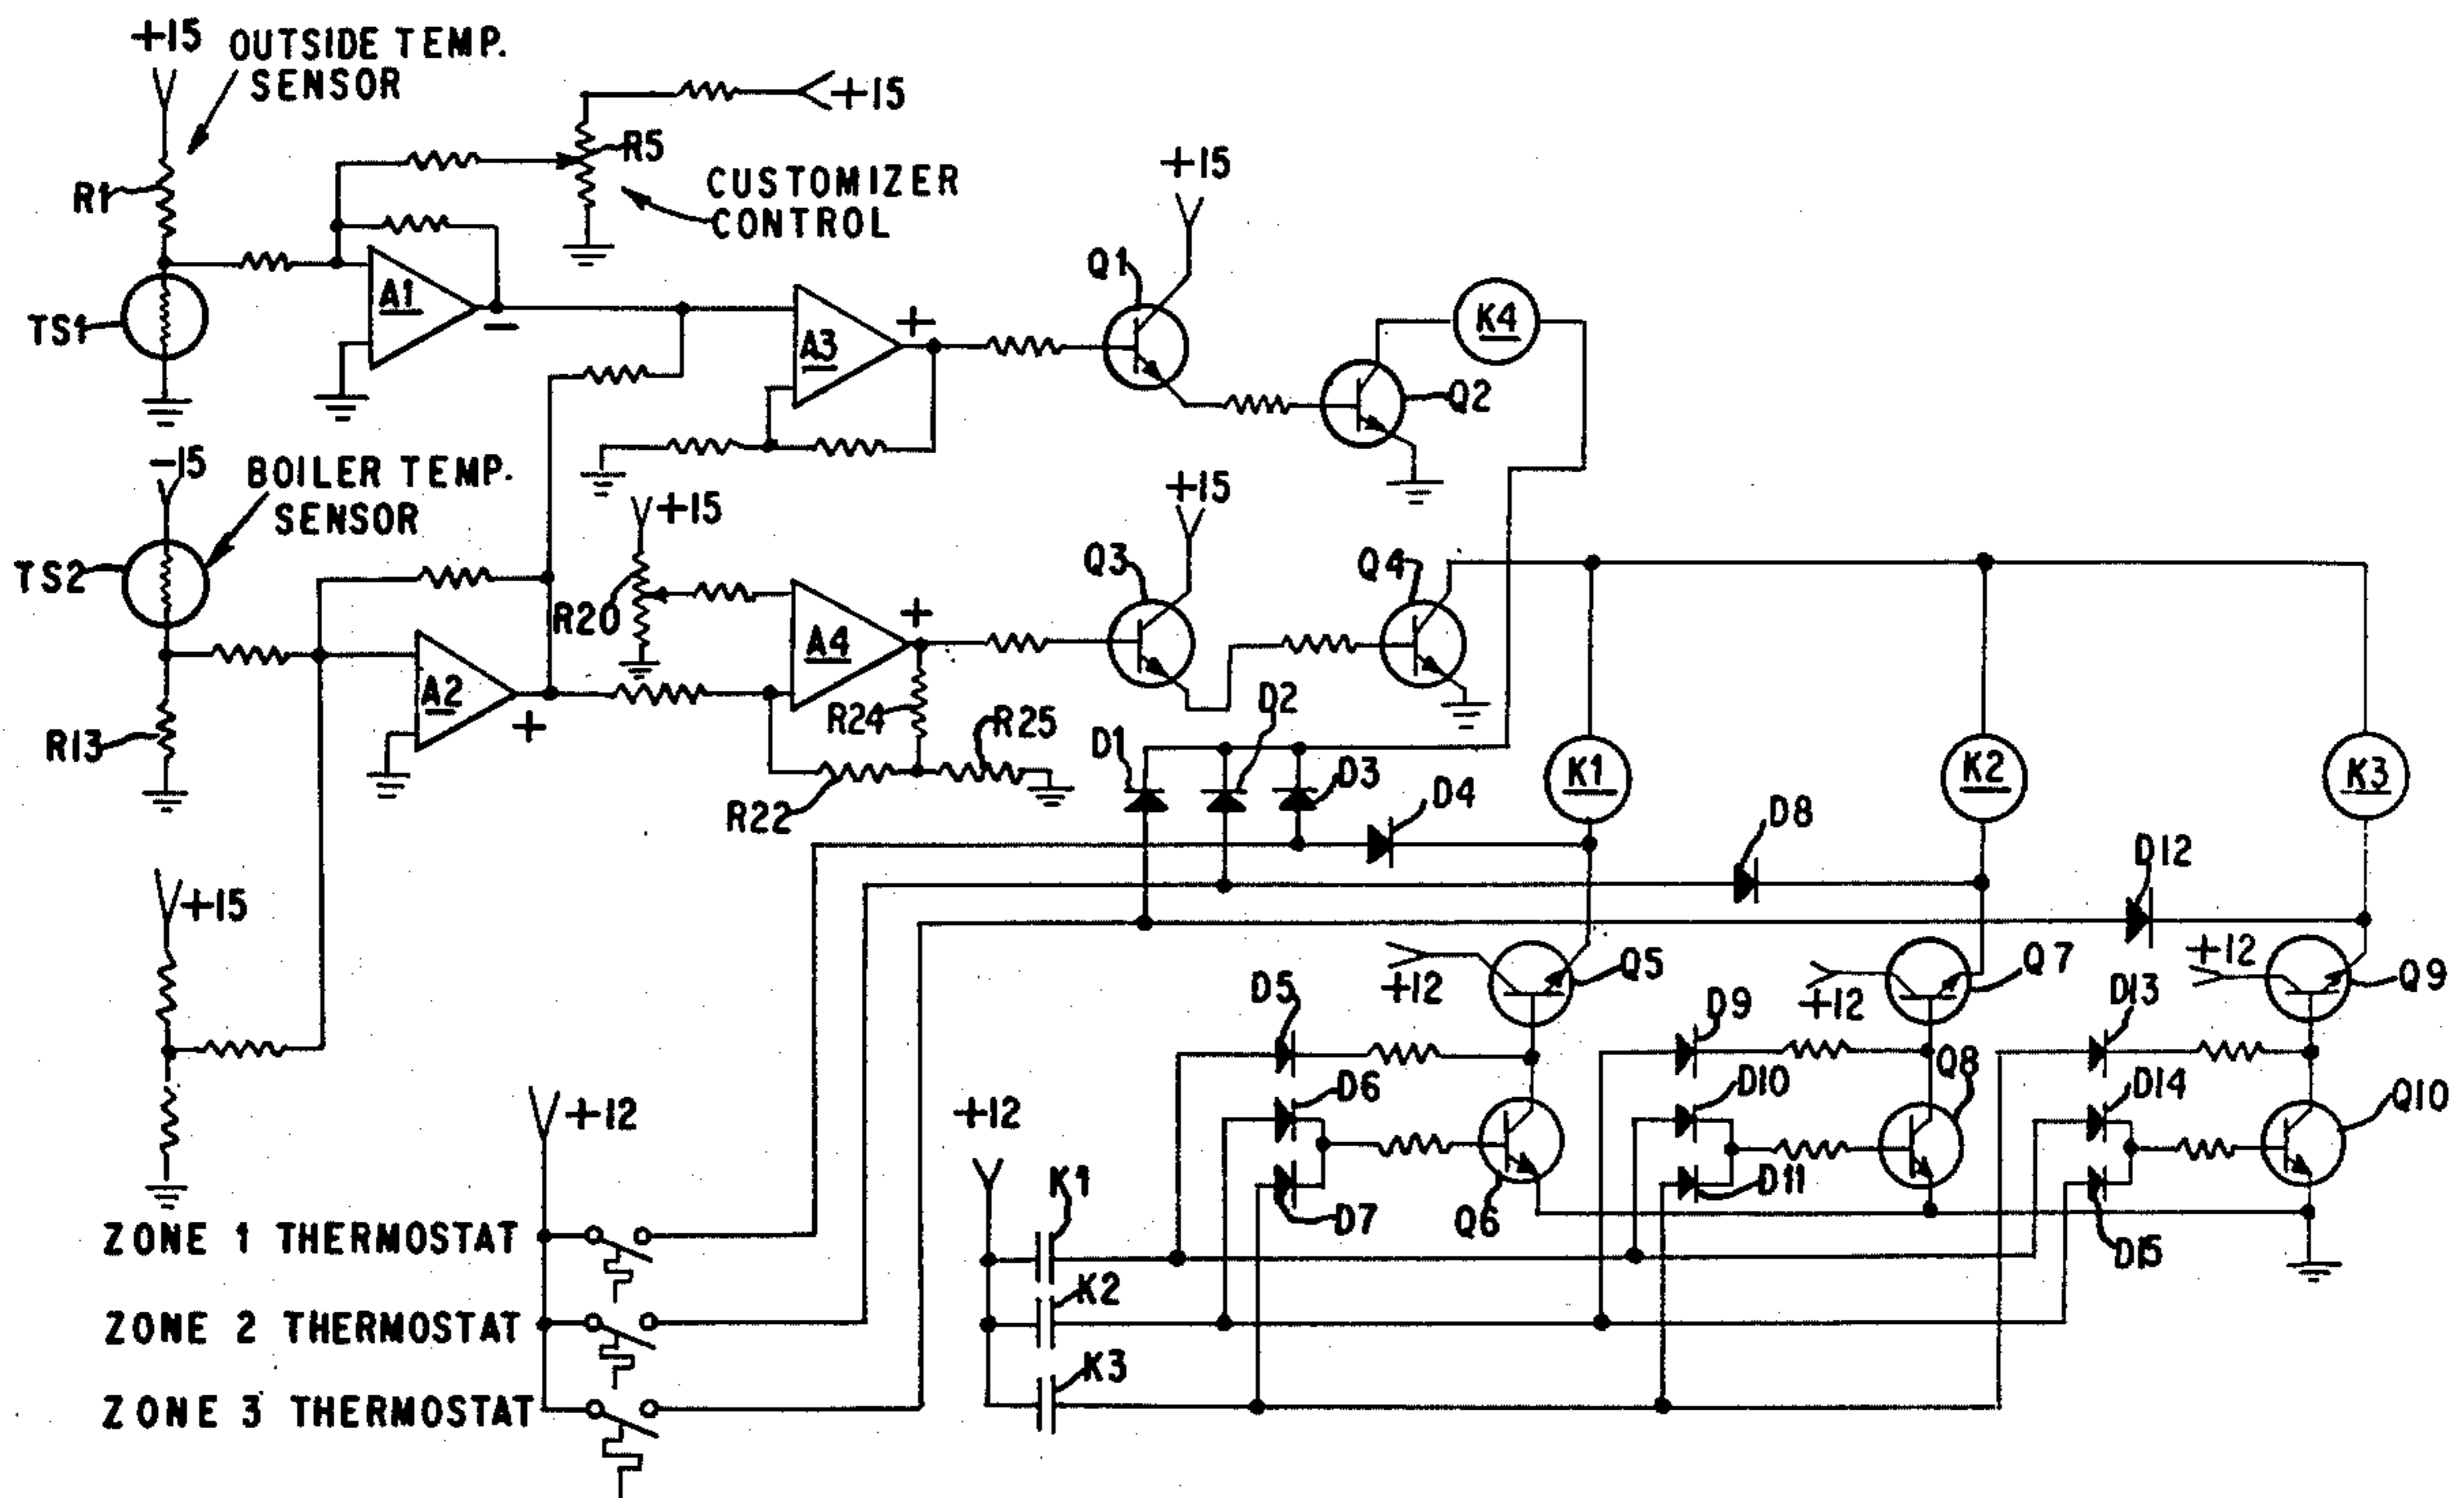 +15
OUTSIDE TEMP.
SENSOR
+15
R5
R1
CUSTOMIZER
CONTROL
+15
Q1
A1
TS1
−
A3
+
K4
Q2
-15
BOILER TEMP.
SENSOR
+15
+15
TS2
Q3
Q4
R20
A4
+
A2
+
R13
R24
R25
R22
D1
D2
D3
D4
K1
K2
K3
D8
D12
+15
+12
Q5
+12
Q7
+12
Q9
D5
D9
D13
D6
D10
Q8
D14
Q10
D7
Q6
D11
D15
+12
+12
K1
ZONE 1 THERMOSTAT
K2
ZONE 2 THERMOSTAT
K3
ZONE 3 THERMOSTAT